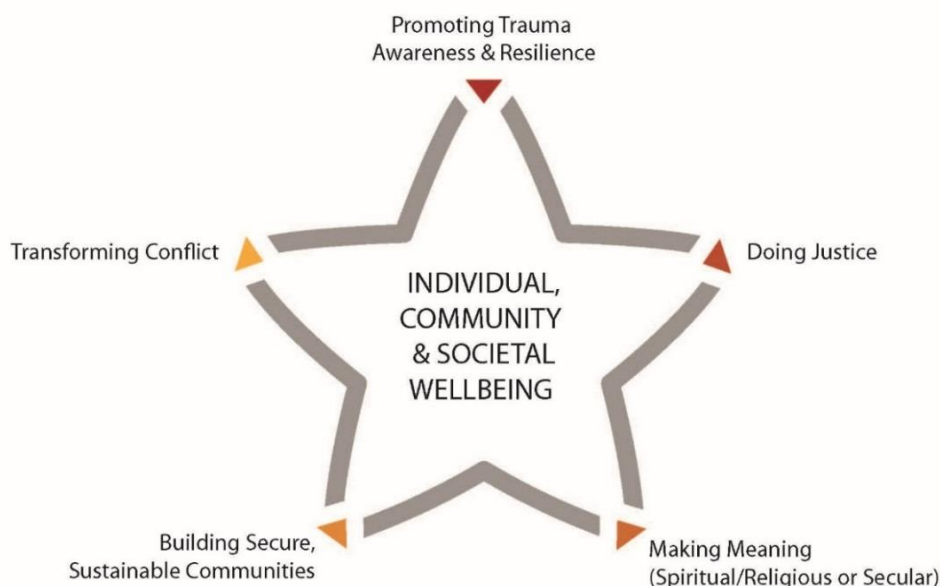 Promoting Trauma
Awareness & Resilience
Transforming Conflict
Doing Justice
INDIVIDUAL,
COMMUNITY
& SOCIETAL
WELLBEING
Building Secure,
Sustainable Communities
Making Meaning
(Spiritual/Religious or Secular)